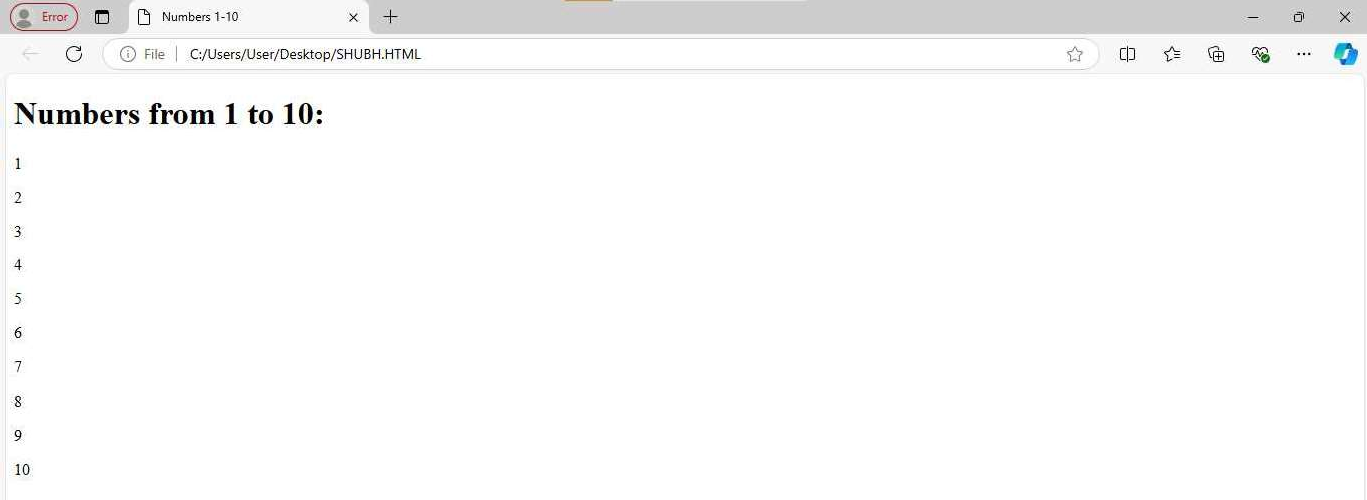 Error
Numbers 1-10
File
C:/Users/User/Desktop/SHUBH.HTML
Numbers from 1 to 10:
1
2
3
4
5
6
7
8
9
10